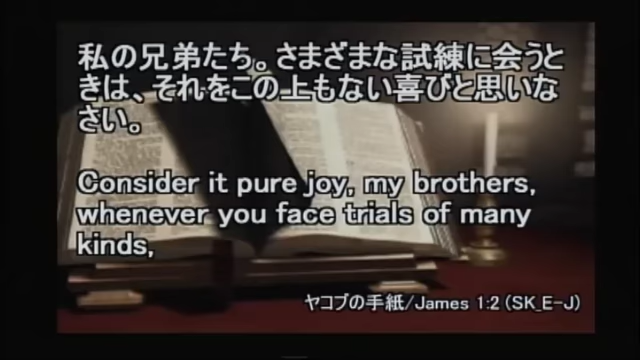 私の兄弟たち。さまざまな試練に会うと
きは、それをこの上もない喜びと思いな
さい。
Consider it pure joy, my brothers,
whenever you face trials of many
kinds,
ヤコブの手紙/James 1:2 (SK_E-J)